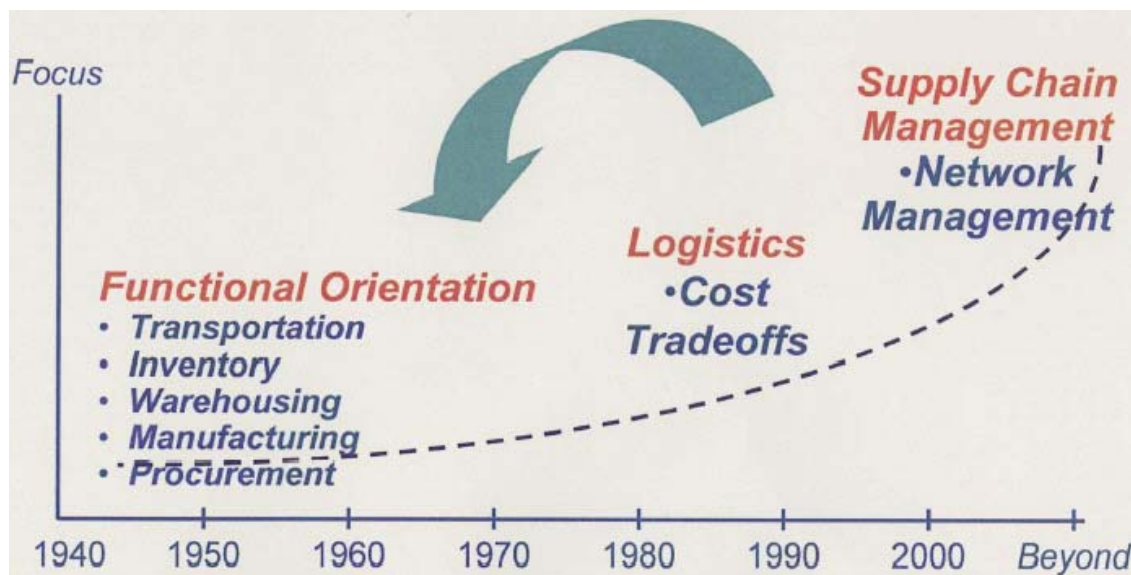 Focus
Supply Chain
Management
•Network
Management
Logistics
•Cost
Tradeoffs
Functional Orientation
• Transportation
• Inventory
• Warehousing
• Manufacturing
• Procurement
1940 1950 1960 1970 1980 1990 2000 Beyond